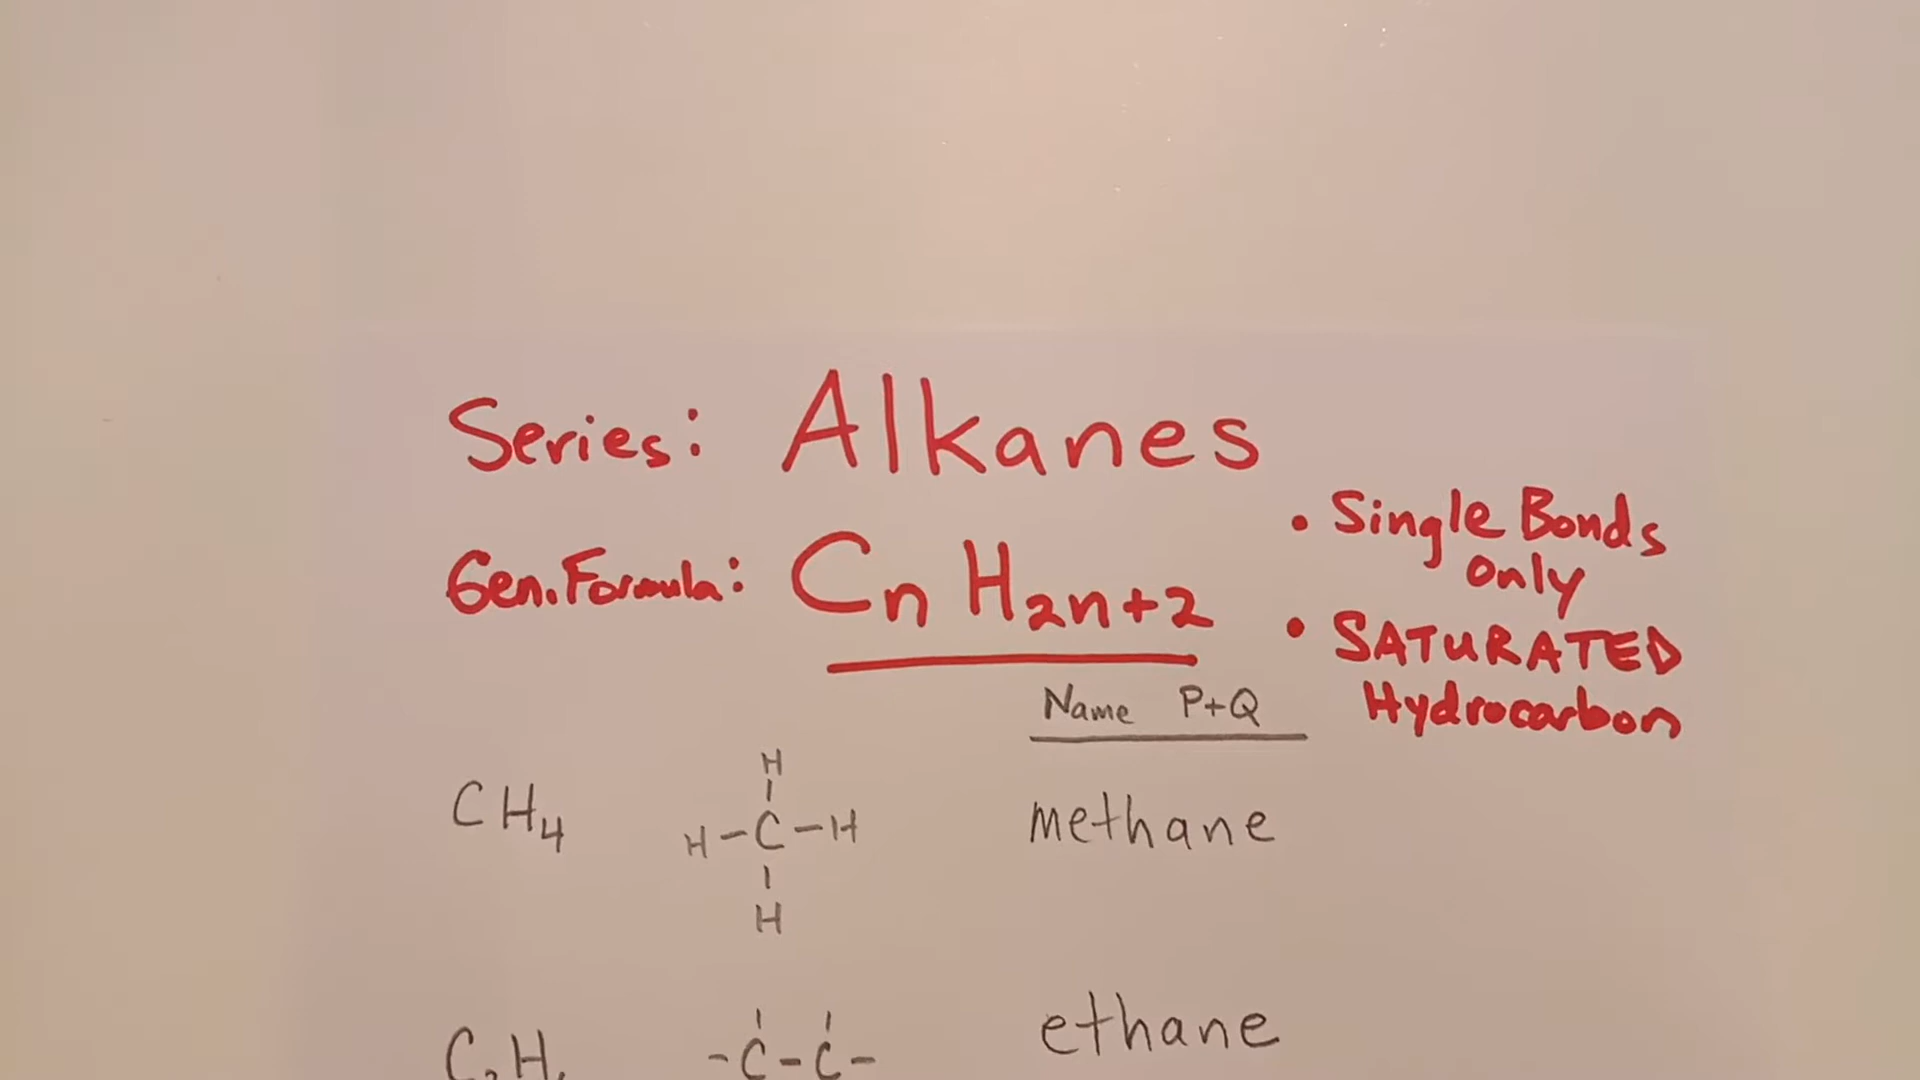 Series: Alkanes
Gen. Formula: CnH2n+2
• Single Bonds
Only
• SATURATED
Hydrocarbon
Name P+Q
CH4
H
H-C-H
H
methane
-C-C-
ethane